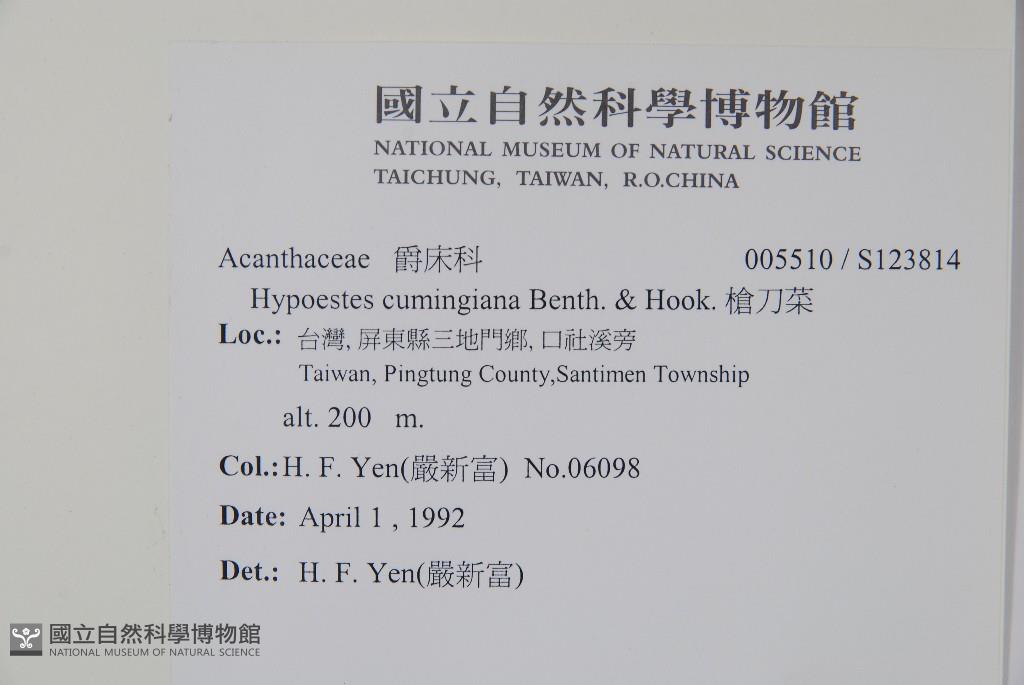 國立自然科學博物館
NATIONAL MUSEUM OF NATURAL SCIENCE
TAICHUNG, TAIWAN, R.O.CHINA
Acanthaceae 爵床科 005510 / S123814
Hypoestes cumingiana Benth. & Hook. 槍刀菜
Loc.: 台灣, 屏東縣三地門鄉, 口社溪旁
Taiwan, Pingtung County,Santimen Township
alt. 200 m.
Col.: H. F. Yen(嚴新富) No.06098
Date: April 1 , 1992
Det.: H. F. Yen(嚴新富)
國立自然科學博物館
NATIONAL MUSEUM OF NATURAL SCIENCE